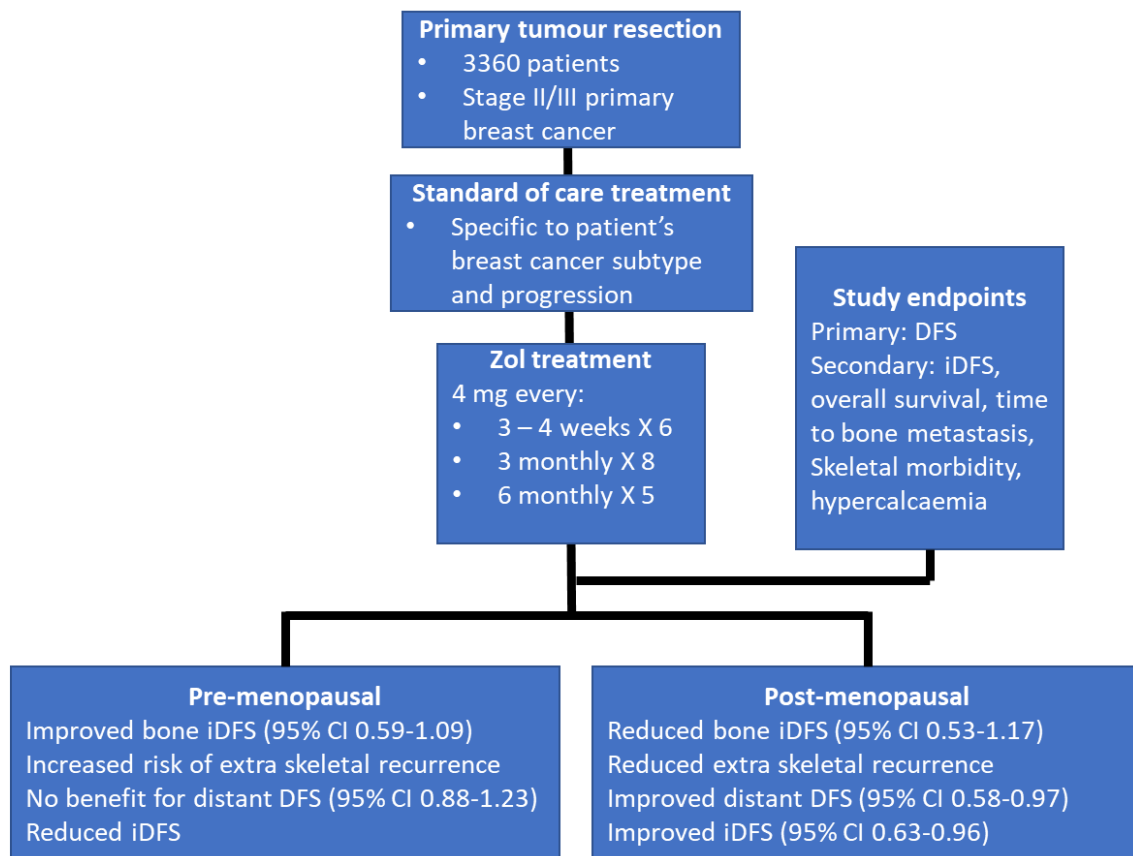 Primary tumour resection
• 3360 patients
• Stage II/III primary
breast cancer
Standard of care treatment
• Specific to patient’s
breast cancer subtype
and progression
Zol treatment
4 mg every:
• 3 – 4 weeks X 6
• 3 monthly X 8
• 6 monthly X 5
Study endpoints
Primary: DFS
Secondary: iDFS,
overall survival, time
to bone metastasis,
Skeletal morbidity,
hypercalcaemia
Pre-menopausal
Improved bone iDFS (95% CI 0.59-1.09)
Increased risk of extra skeletal recurrence
No benefit for distant DFS (95% CI 0.88-1.23)
Reduced iDFS
Post-menopausal
Reduced bone iDFS (95% CI 0.53-1.17)
Reduced extra skeletal recurrence
Improved distant DFS (95% CI 0.58-0.97)
Improved iDFS (95% CI 0.63-0.96)